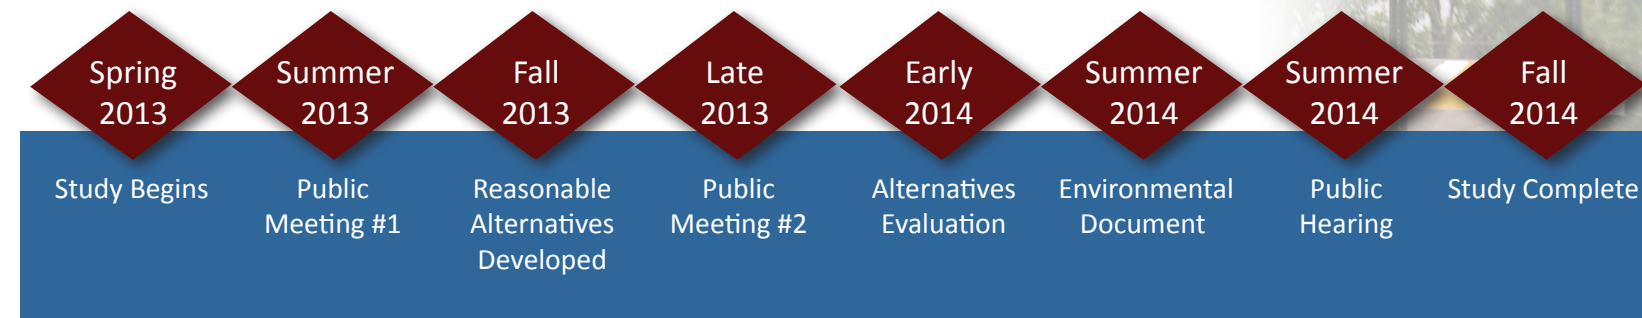 Spring
2013
Summer
2013
Fall
2013
Late
2013
Early
2014
Summer
2014
Summer
2014
Fall
2014
Study Begins
Public
Meeting #1
Reasonable
Alternatives
Developed
Public
Meeting #2
Alternatives
Evaluation
Environmental
Document
Public
Hearing
Study Complete